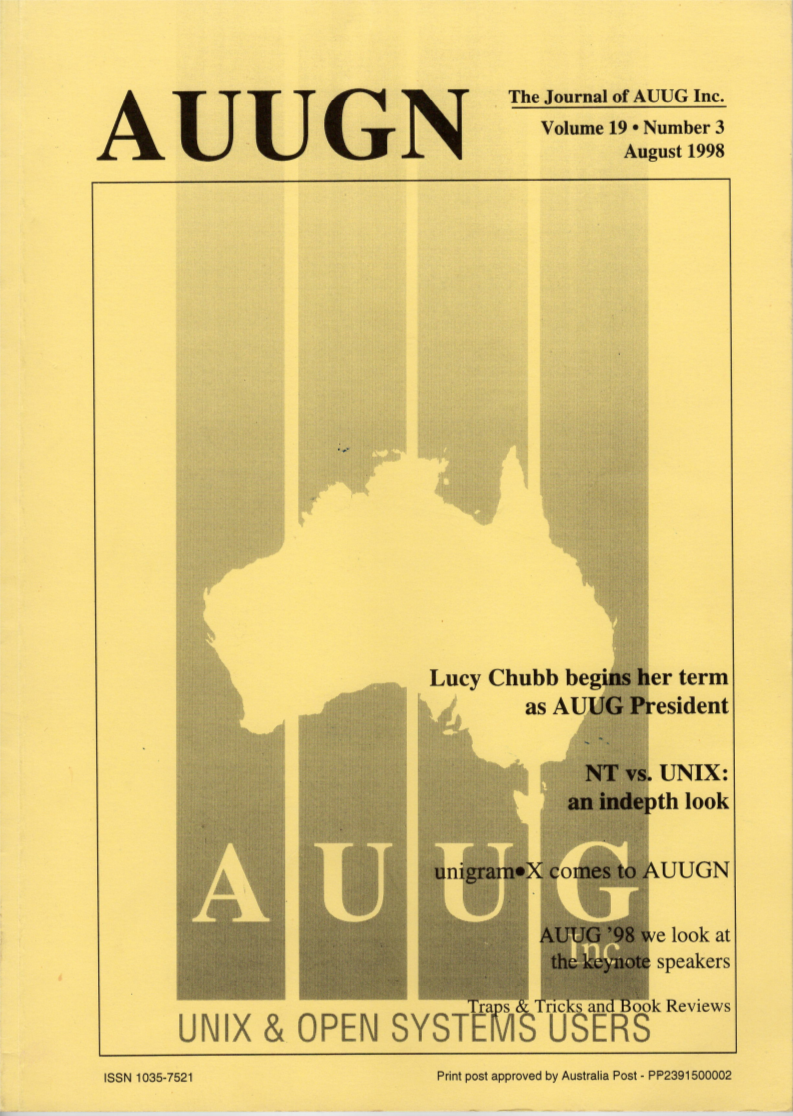 AUUGN
The Journal of AUUG Inc.
Volume 19 • Number 3
August 1998
Lucy Chubb begins her term
as AUUG President
NT vs. UNIX:
an indepth look
unigram•X comes to AUUGN
AUUG '98 we look at
the keynote speakers
Traps & Tricks and Book Reviews
AUUG
Inc
UNIX & OPEN SYSTEMS USERS
ISSN 1035-7521
Print post approved by Australia Post - PP2391500002